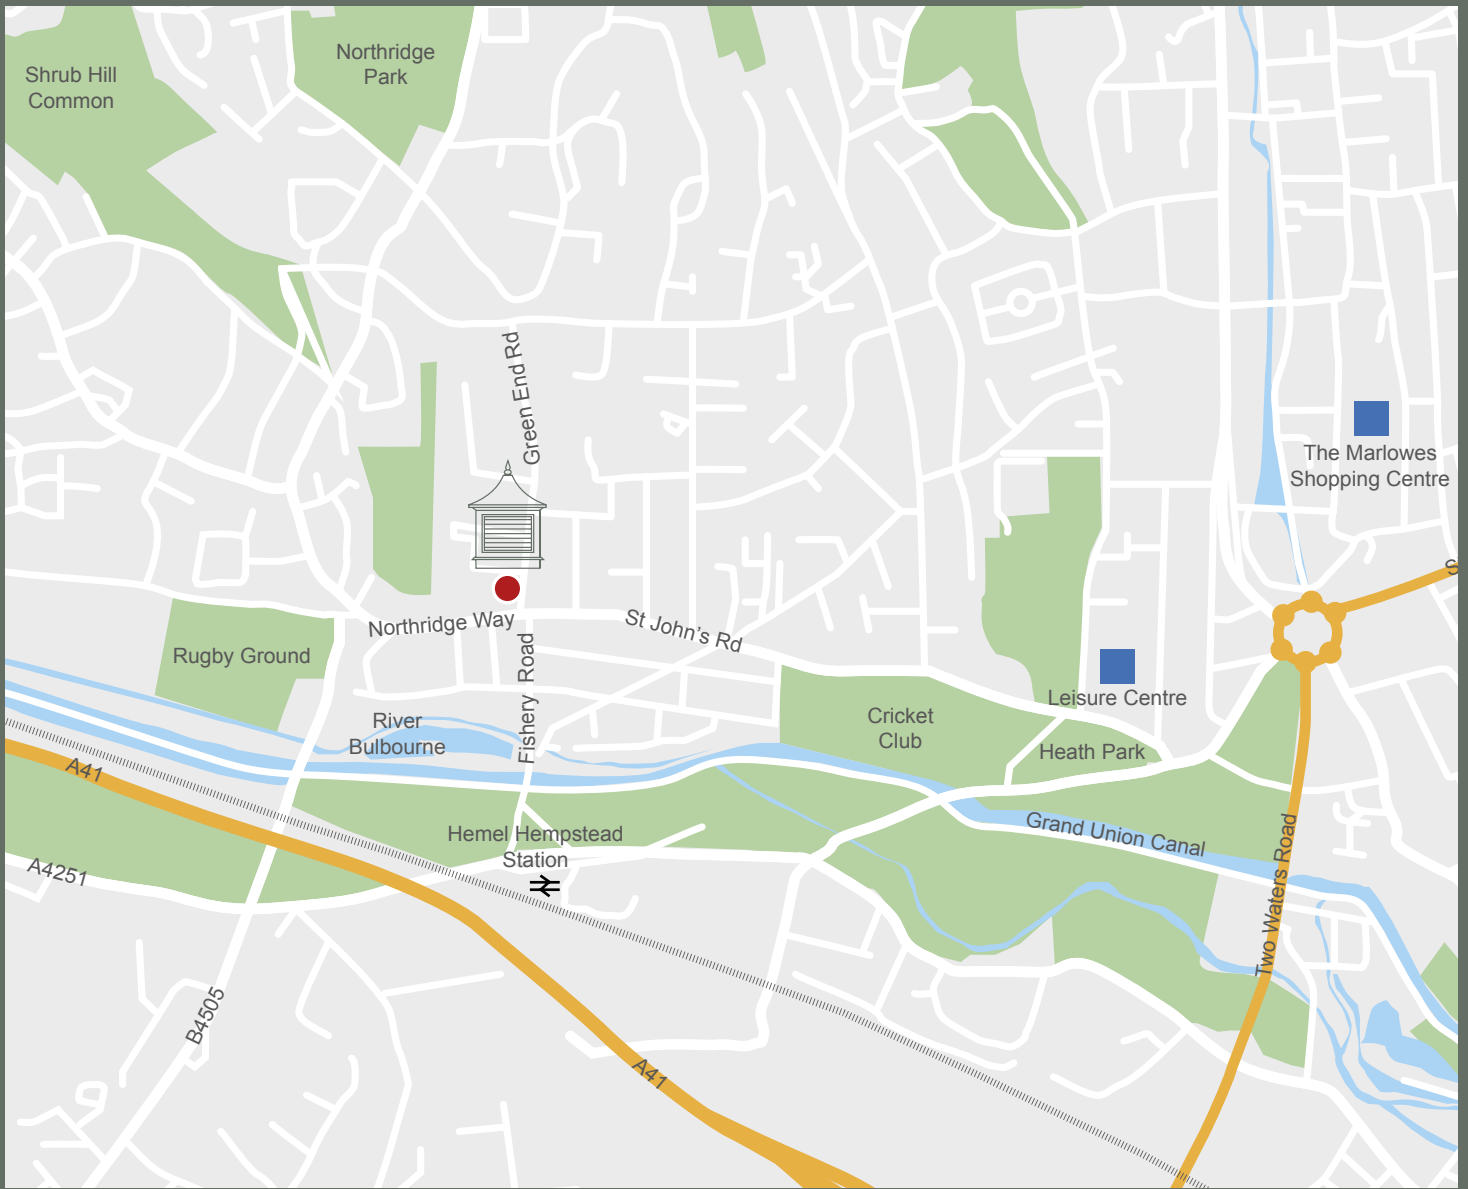 Northridge
Park
Shrub Hill
Common
Green End Rd
The Marlowes
Shopping Centre
S
Northridge Way
St John's Rd
Rugby Ground
Fishery Road
Leisure Centre
River
Bulbourne
Cricket
Club
Heath Park
A41
Hemel Hempstead
Station
Grand Union Canal
A4251
Two Waters Road
B4505
A41